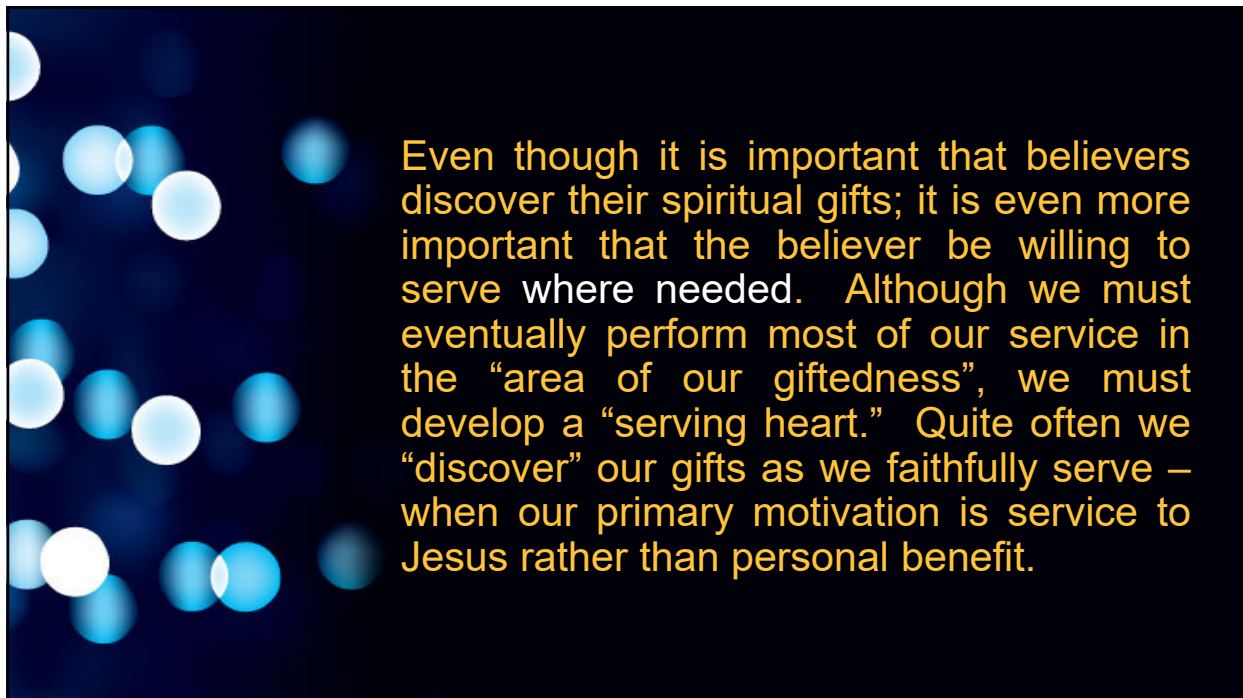 Even though it is important that believers
discover their spiritual gifts; it is even more
important that the believer be willing to
serve where needed.  Although we must
eventually perform most of our service in
the “area of our giftedness”, we must
develop a “serving heart.”  Quite often we
“discover” our gifts as we faithfully serve –
when our primary motivation is service to
Jesus rather than personal benefit.